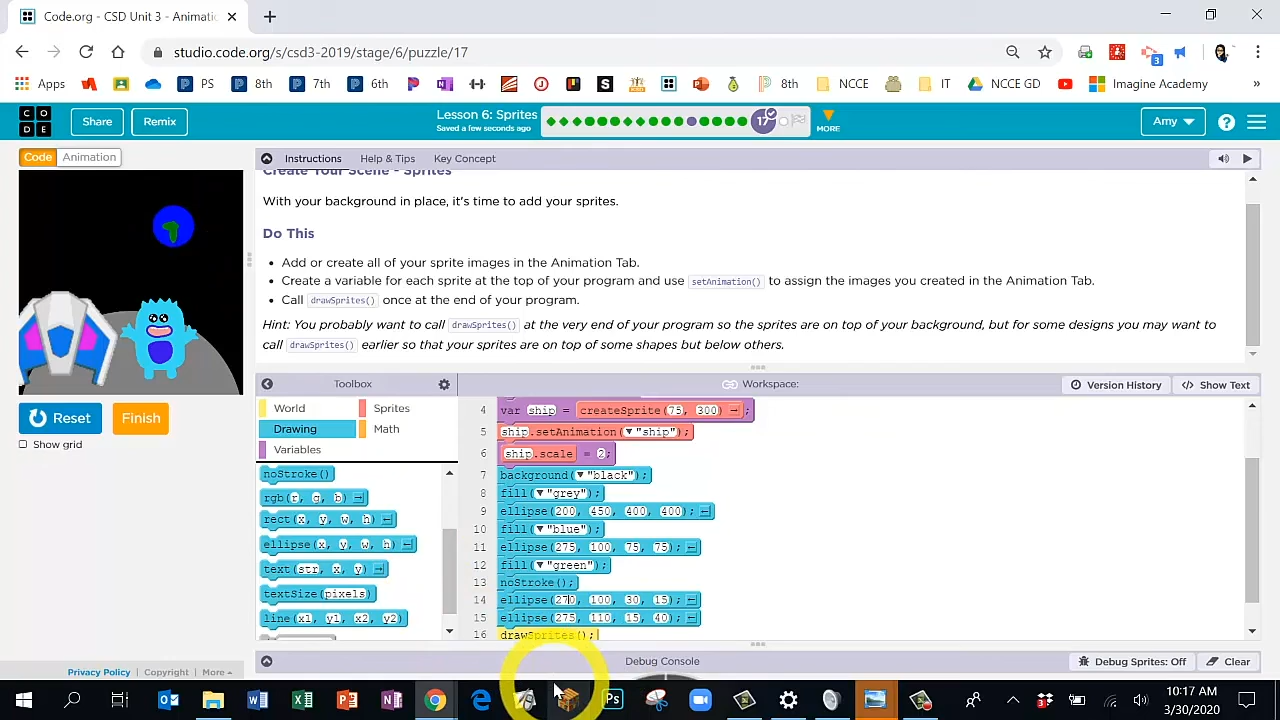 Code.org - CSD Unit 3 - Animatio
studio.code.org/s/csd3-2019/stage/6/puzzle/17
Apps PS 8th 7th 6th 8th NCCE IT NCCE GD Imagine Academy »
CODE Share Remix Lesson 6: Sprites Saved a few seconds ago 17 MORE Amy
Code Animation Instructions Help & Tips Key Concept
Create Your Scene - Sprites
With your background in place, it's time to add your sprites.
Do This
• Add or create all of your sprite images in the Animation Tab.
• Create a variable for each sprite at the top of your program and use setAnimation() to assign the images you created in the Animation Tab.
• Call drawSprites() once at the end of your program.
Hint: You probably want to call drawSprites() at the very end of your program so the sprites are on top of your background, but for some designs you may want to
call drawSprites() earlier so that your sprites are on top of some shapes but below others.
Toolbox Workspace: Version History Show Text
Reset Finish
Show grid
World Sprites
Drawing Math
Variables
noStroke()
rgb(r, g, b)
rect(x, y, w, h)
ellipse(x, y, w, h)
text(str, x, y)
textSize(pixels)
line(x1, y1, x2, y2)
4 var ship = createSprite(75, 300);
5 ship.setAnimation("ship");
6 ship.scale = 2;
7 background("black");
8 fill("grey");
9 ellipse(200, 450, 400, 400);
10 fill("blue");
11 ellipse(275, 100, 75, 75);
12 fill("green");
13 noStroke();
14 ellipse(270, 100, 30, 15);
15 ellipse(275, 110, 15, 40);
16 drawSprites();
Debug Console Debug Sprites: Off Clear
Privacy Policy | Copyright | More
10:17 AM
3/30/2020